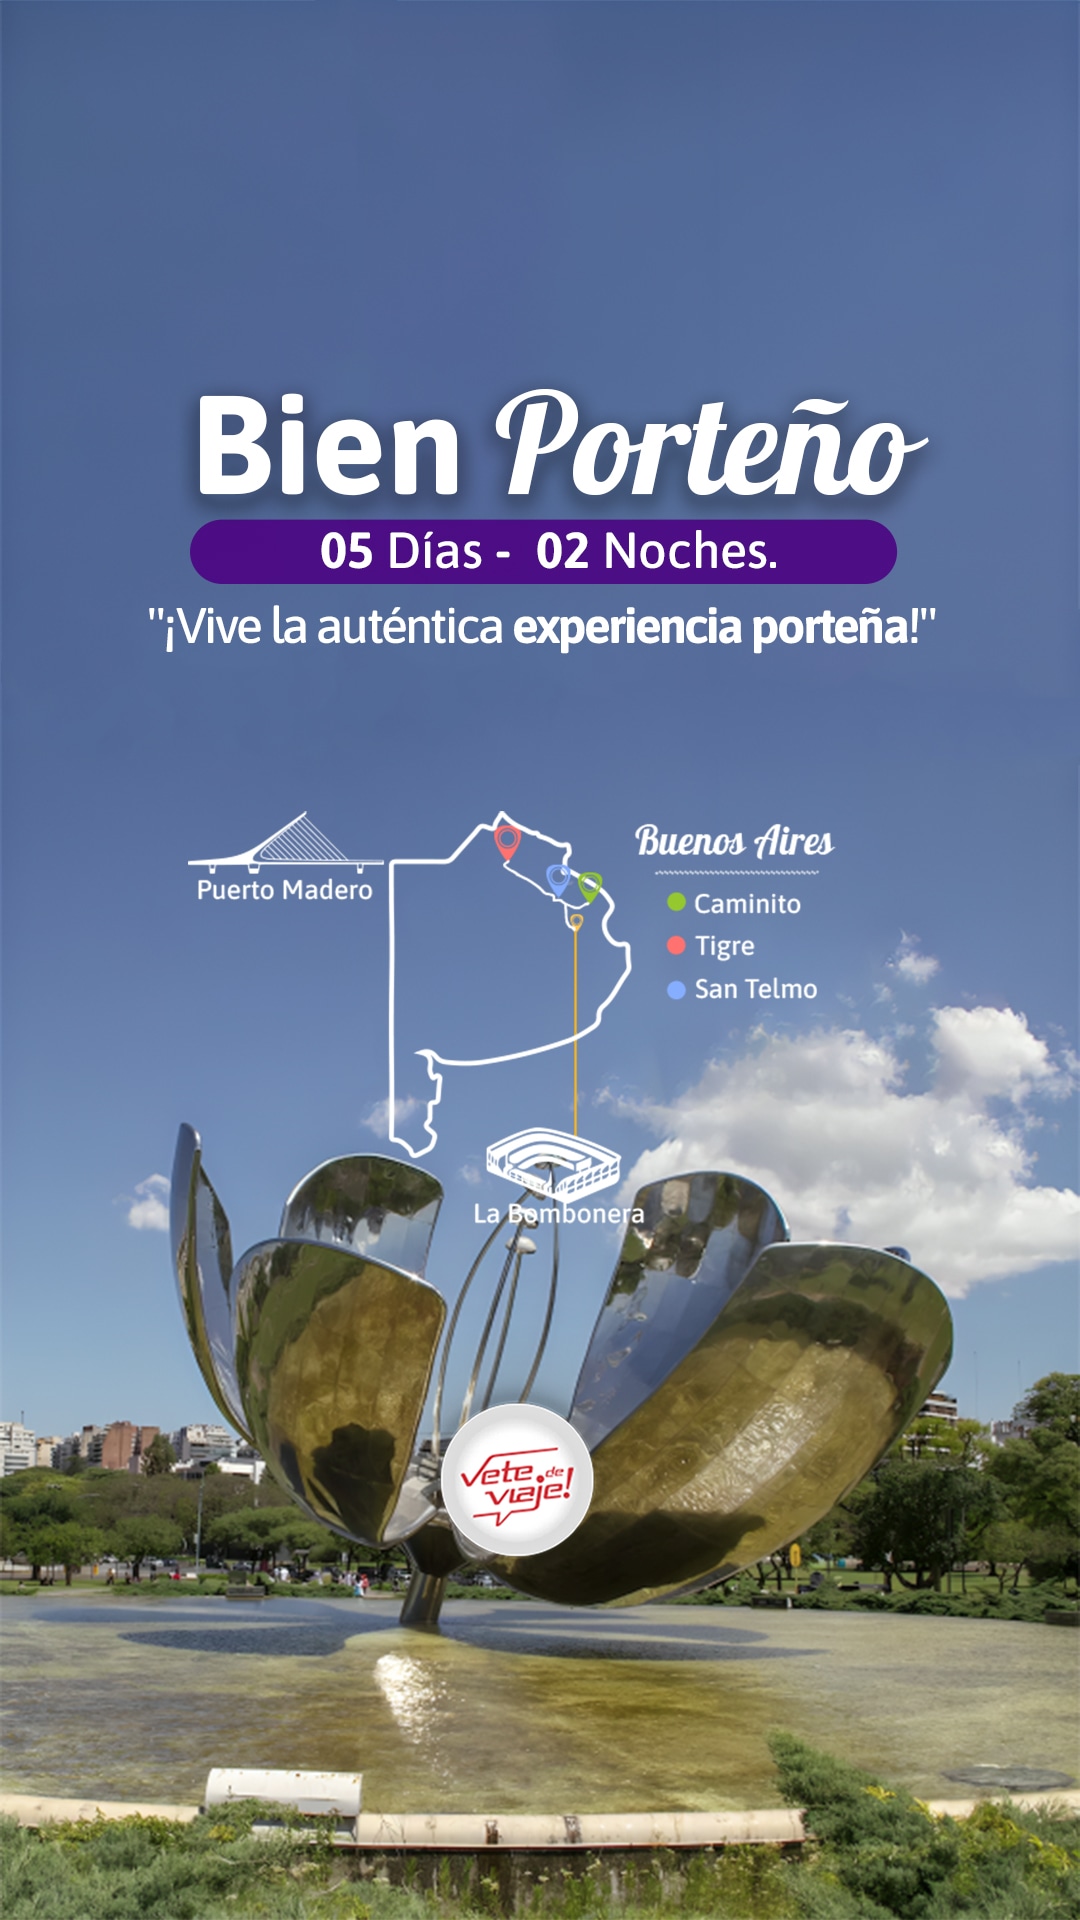 Bien Porteño
05 Días - 02 Noches.
"¡Vive la auténtica experiencia porteña!"
Puerto Madero
Buenos Aires
Caminito
Tigre
San Telmo
La Bombonera
Vete de
viaje!